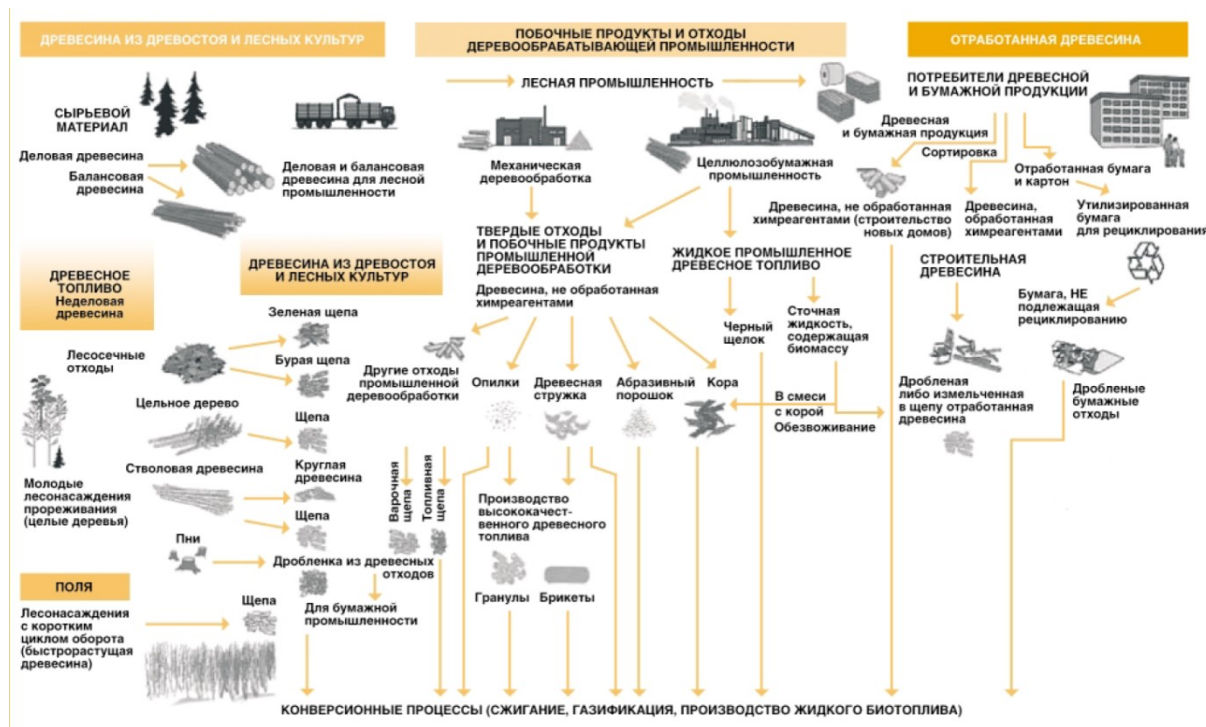 ДРЕВЕСИНА ИЗ ДРЕВОСТОЯ И ЛЕСНЫХ КУЛЬТУР
СЫРЬЕВОЙ
МАТЕРИАЛ
Деловая древесина
Балансовая
древесина
Деловая и балансовая
древесина для лесной
промышленности
ДРЕВЕСНОЕ
ТОПЛИВО
Неделовая
древесина
ДРЕВЕСИНА ИЗ ДРЕВОСТОЯ
И ЛЕСНЫХ КУЛЬТУР
Лесосечные
отходы
Зеленая щепа
Бурая щепа
Цельное дерево
Щепа
Стволовая древесина
Круглая
древесина
Щепа
Молодые
лесонасаждения
прореживания
(целые деревья)
Пни
Дробленка из древесных
отходов
Для бумажной
промышленности
ПОЛЯ
Лесонасаждения
с коротким
циклом оборота
(быстрорастущая
древесина)
Щепа
ПОБОЧНЫЕ ПРОДУКТЫ И ОТХОДЫ
ДЕРЕВООБРАБАТЫВАЮЩЕЙ ПРОМЫШЛЕННОСТИ
ЛЕСНАЯ ПРОМЫШЛЕННОСТЬ
Механическая
деревообработка
Целлюлозобумажная
промышленность
ТВЕРДЫЕ ОТХОДЫ
И ПОБОЧНЫЕ ПРОДУКТЫ
ПРОМЫШЛЕННОЙ
ДЕРЕВООБРАБОТКИ
Древесина, не обработанная
химреагентами
Другие отходы
промышленной
деревообработки
Опилки
Древесная
стружка
Абразивный
порошок
Кора
Варочная
щепа
Топливная
щепа
Производство
высококачест-
венного древесного
топлива
Гранулы
Брикеты
ЖИДКОЕ ПРОМЫШЛЕННОЕ
ДРЕВЕСНОЕ ТОПЛИВО
Черный
щелок
Сточная
жидкость,
содержащая
биомассу
В смеси
с корой
Обезвоживание
ОТРАБОТАННАЯ ДРЕВЕСИНА
ПОТРЕБИТЕЛИ ДРЕВЕСНОЙ
И БУМАЖНОЙ ПРОДУКЦИИ
Древесная
и бумажная продукция
Сортировка
Отработанная бумага
и картон
Древесина, не обработанная
химреагентами (строительство
новых домов)
Древесина,
обработанная
химреагентами
Утилизированная
бумага
для рециклирования
СТРОИТЕЛЬНАЯ
ДРЕВЕСИНА
Бумага, НЕ
подлежащая
рециклированию
Дробленая
либо измельченная
в щепу отработанная
древесина
Дробленые
бумажные
отходы
КОНВЕРСИОННЫЕ ПРОЦЕССЫ (СЖИГАНИЕ, ГАЗИФИКАЦИЯ, ПРОИЗВОДСТВО ЖИДКОГО БИОТОПЛИВА)